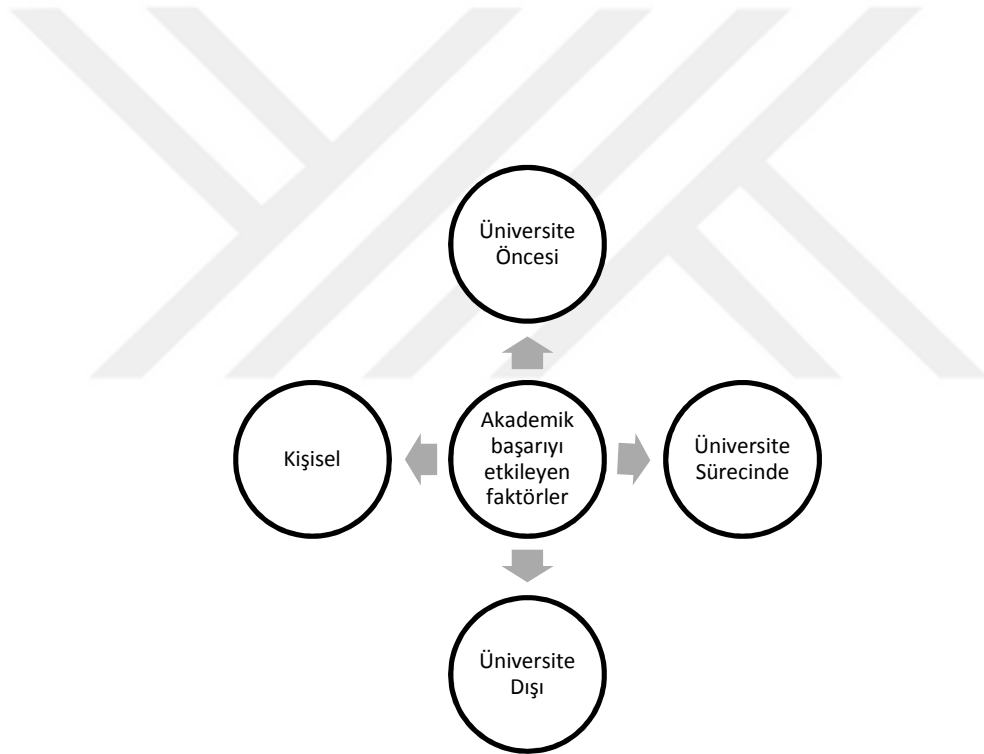 Üniversite
Öncesi
Kişisel
Akademik
başarıyı
etkileyen
faktörler
Üniversite
Sürecinde
Üniversite
Dışı